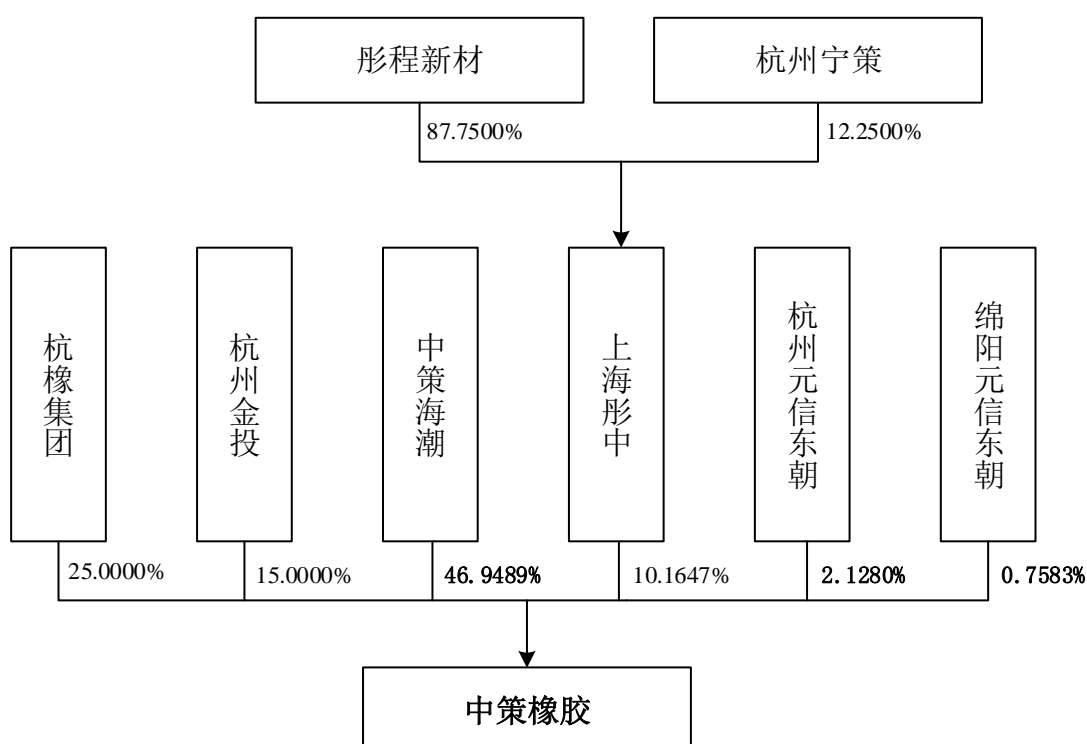 彤程新材
杭州宁策
87.7500%
12.2500%
杭橡集团
杭州金投
中策海潮
上海彤中
杭州元信东朝
绵阳元信东朝
25.0000%
15.0000%
46.9489%
10.1647%
2.1280%
0.7583%
中策橡胶